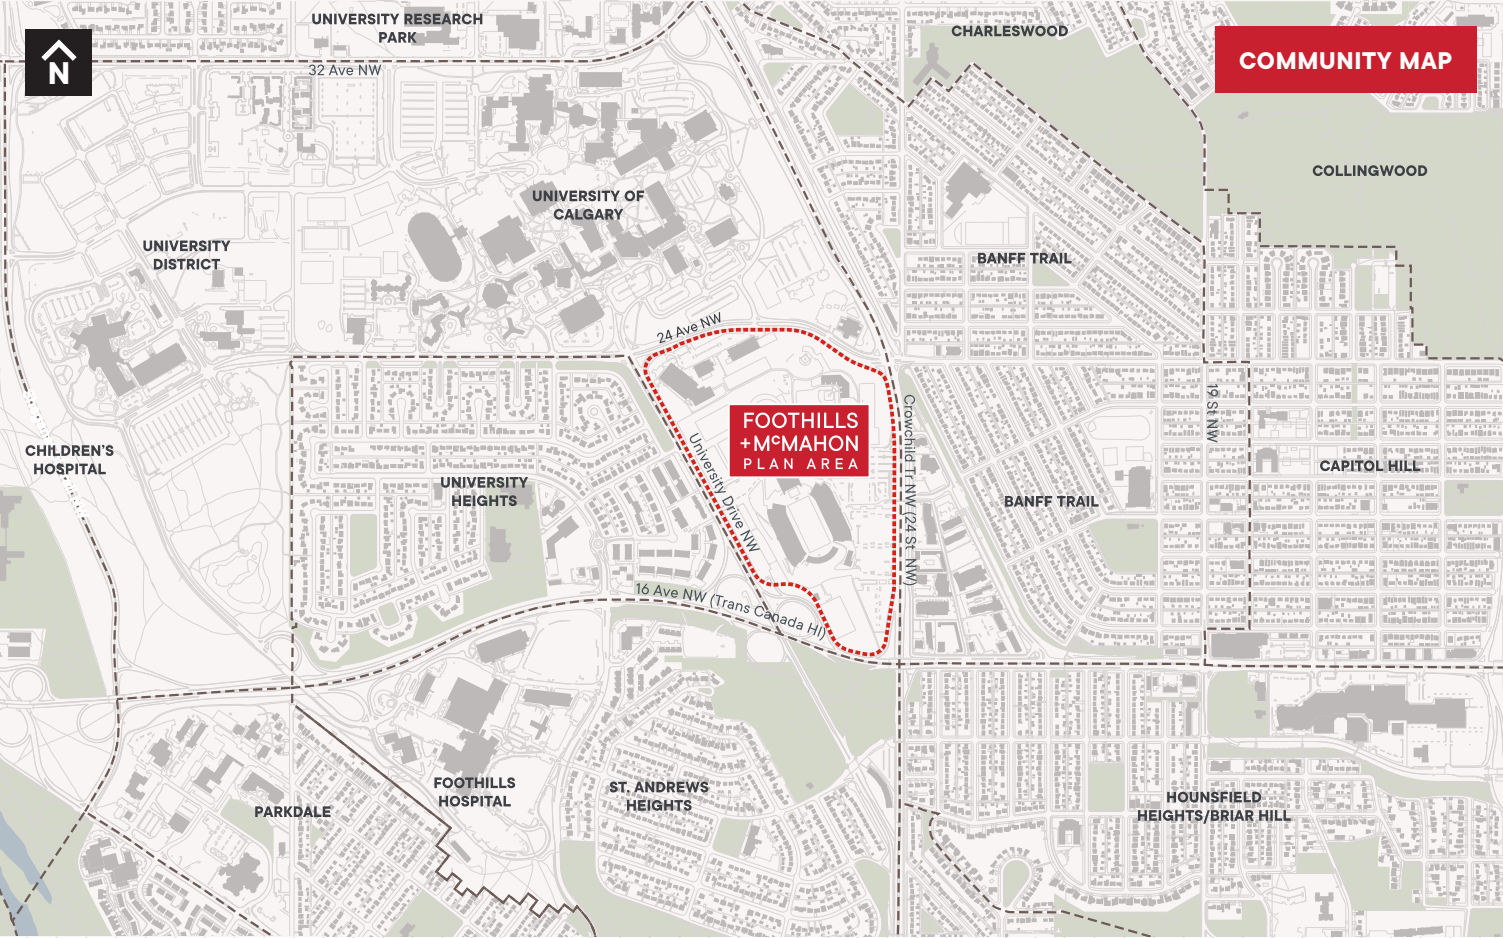 UNIVERSITY RESEARCH
PARK
CHARLESWOOD
COMMUNITY MAP
N
32 Ave NW
COLLINGWOOD
UNIVERSITY OF
CALGARY
UNIVERSITY
DISTRICT
BANFF TRAIL
24 Ave NW
19 St NW
FOOTHILLS
+McMAHON
PLAN AREA
Crowchild Tr NW (24 St NW)
University Drive NW
CHILDREN'S
HOSPITAL
UNIVERSITY
HEIGHTS
CAPITOL HILL
BANFF TRAIL
16 Ave NW (Trans Canada HI)
FOOTHILLS
HOSPITAL
ST. ANDREWS
HEIGHTS
PARKDALE
HOUNSFIELD
HEIGHTS/BRIAR HILL